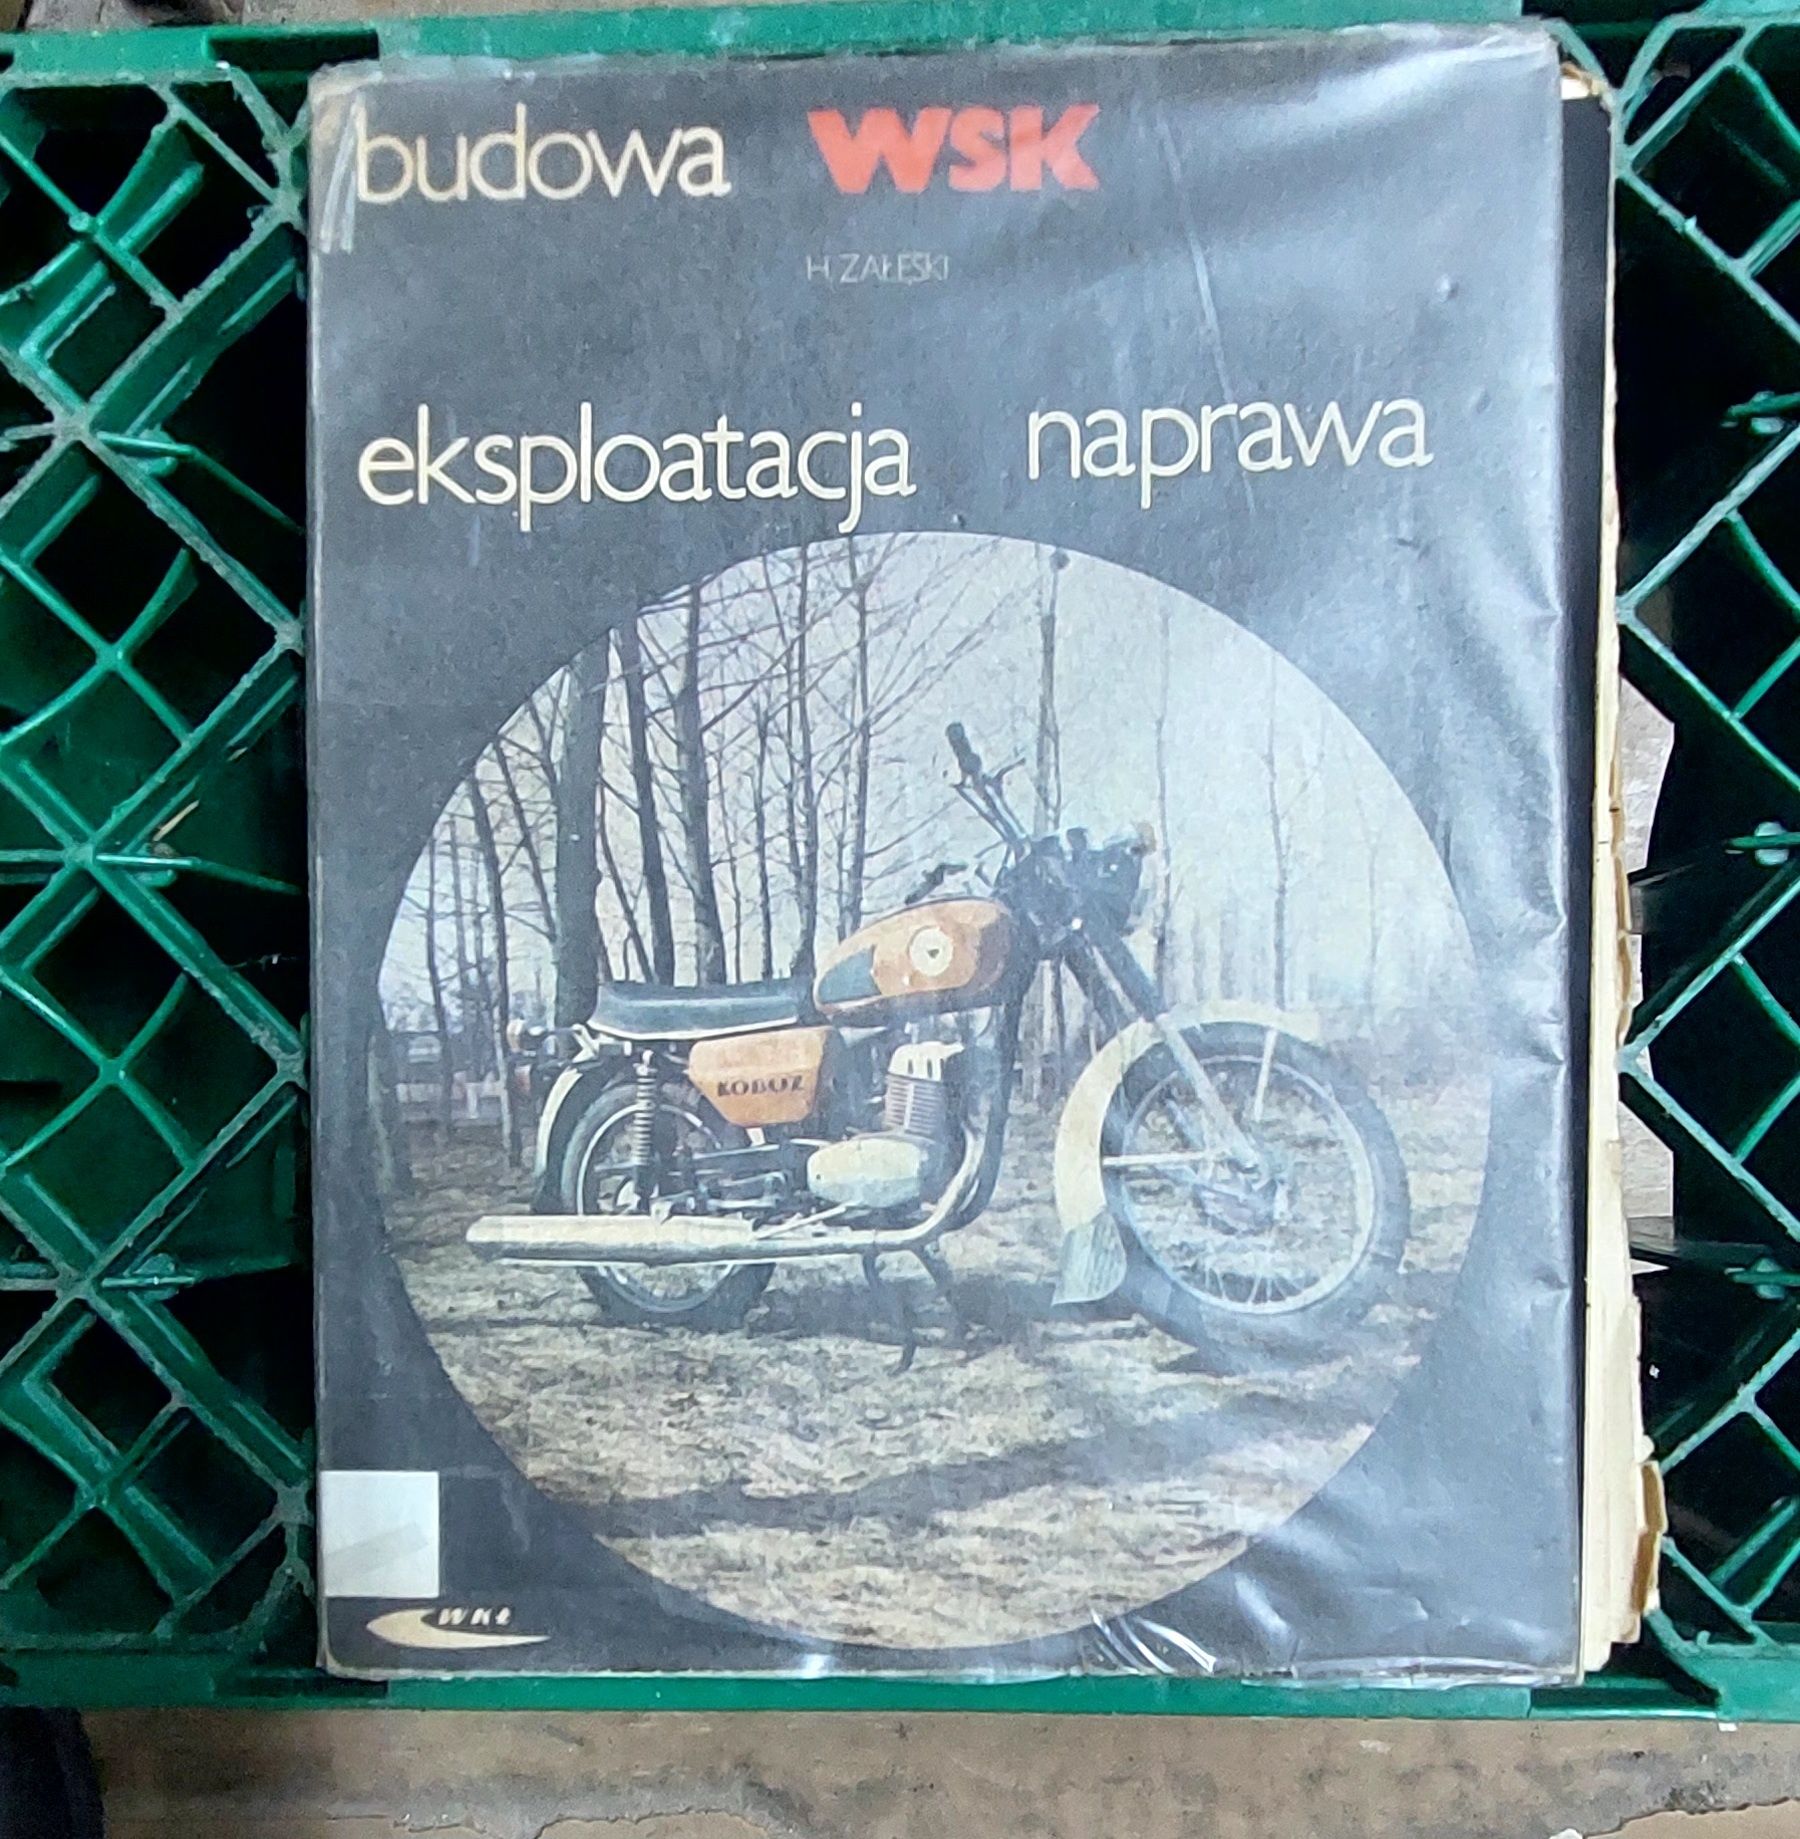 budowa WSK
H. ZAŁĘSKI
eksploatacja naprawa
KOBUZ
WKŁ